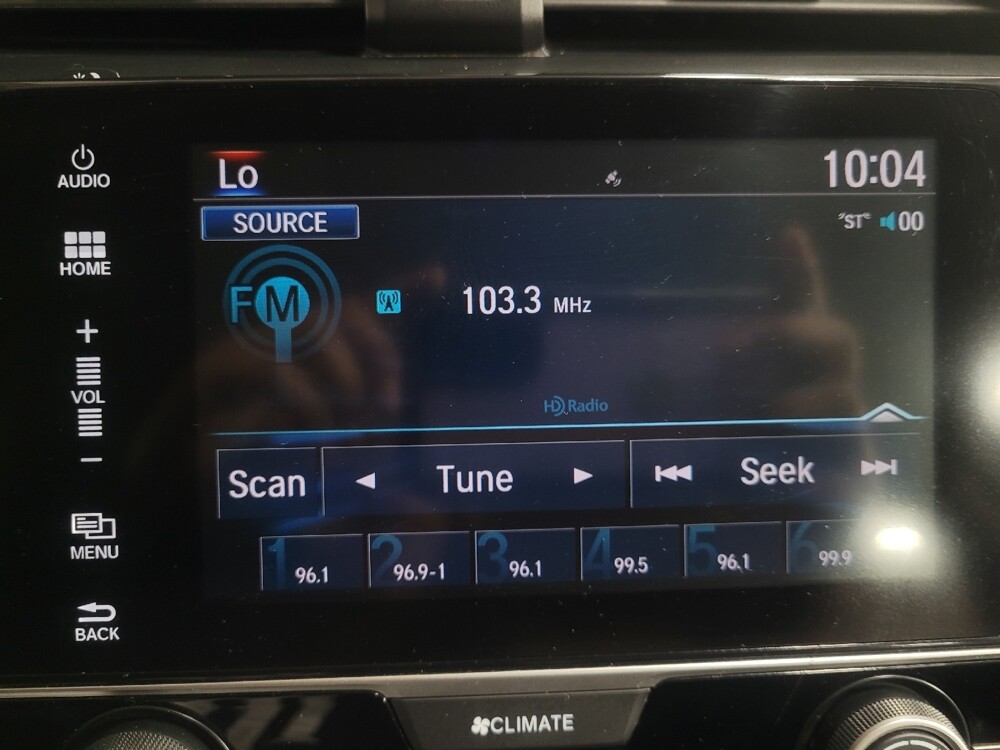 AUDIO
HOME
+
VOL
−
MENU
BACK
Lo
10:04
SOURCE
"ST" 00
FM
103.3 MHz
HD Radio
Scan
Tune
Seek
1 96.1
2 96.9-1
3 96.1
4 99.5
5 96.1
6 99.9
CLIMATE